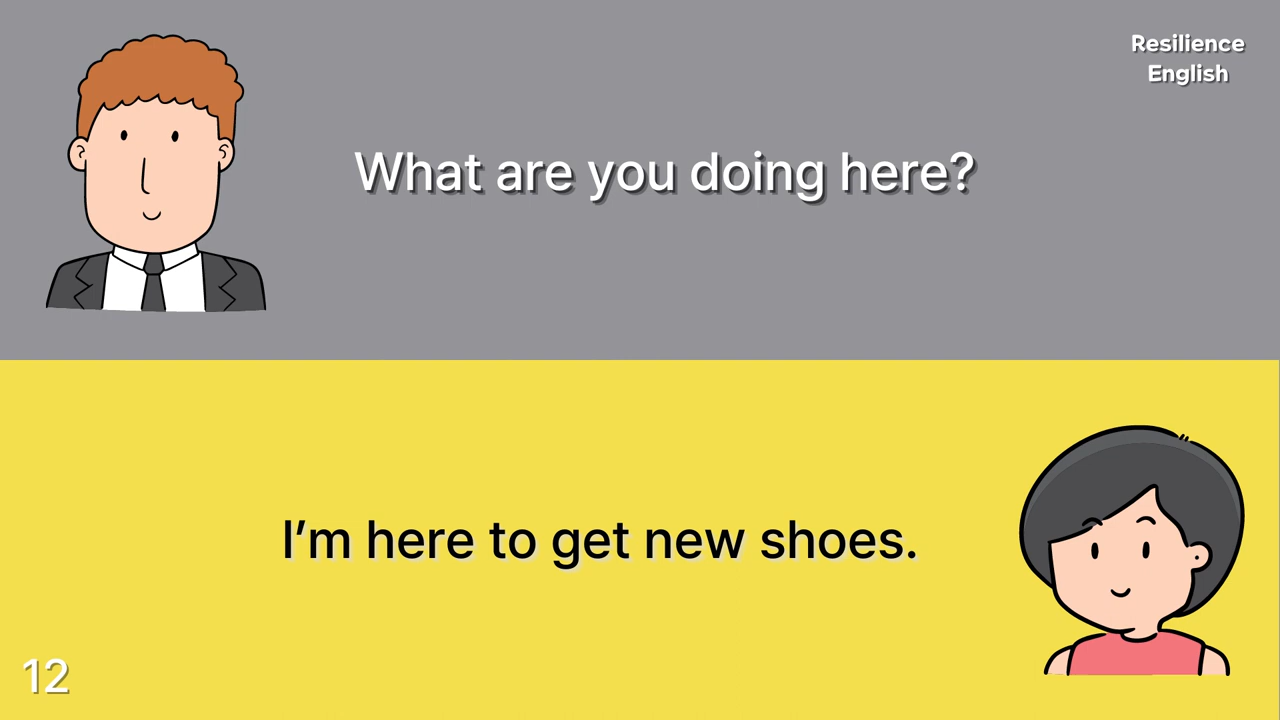 Resilience
English
What are you doing here?
I’m here to get new shoes.
12